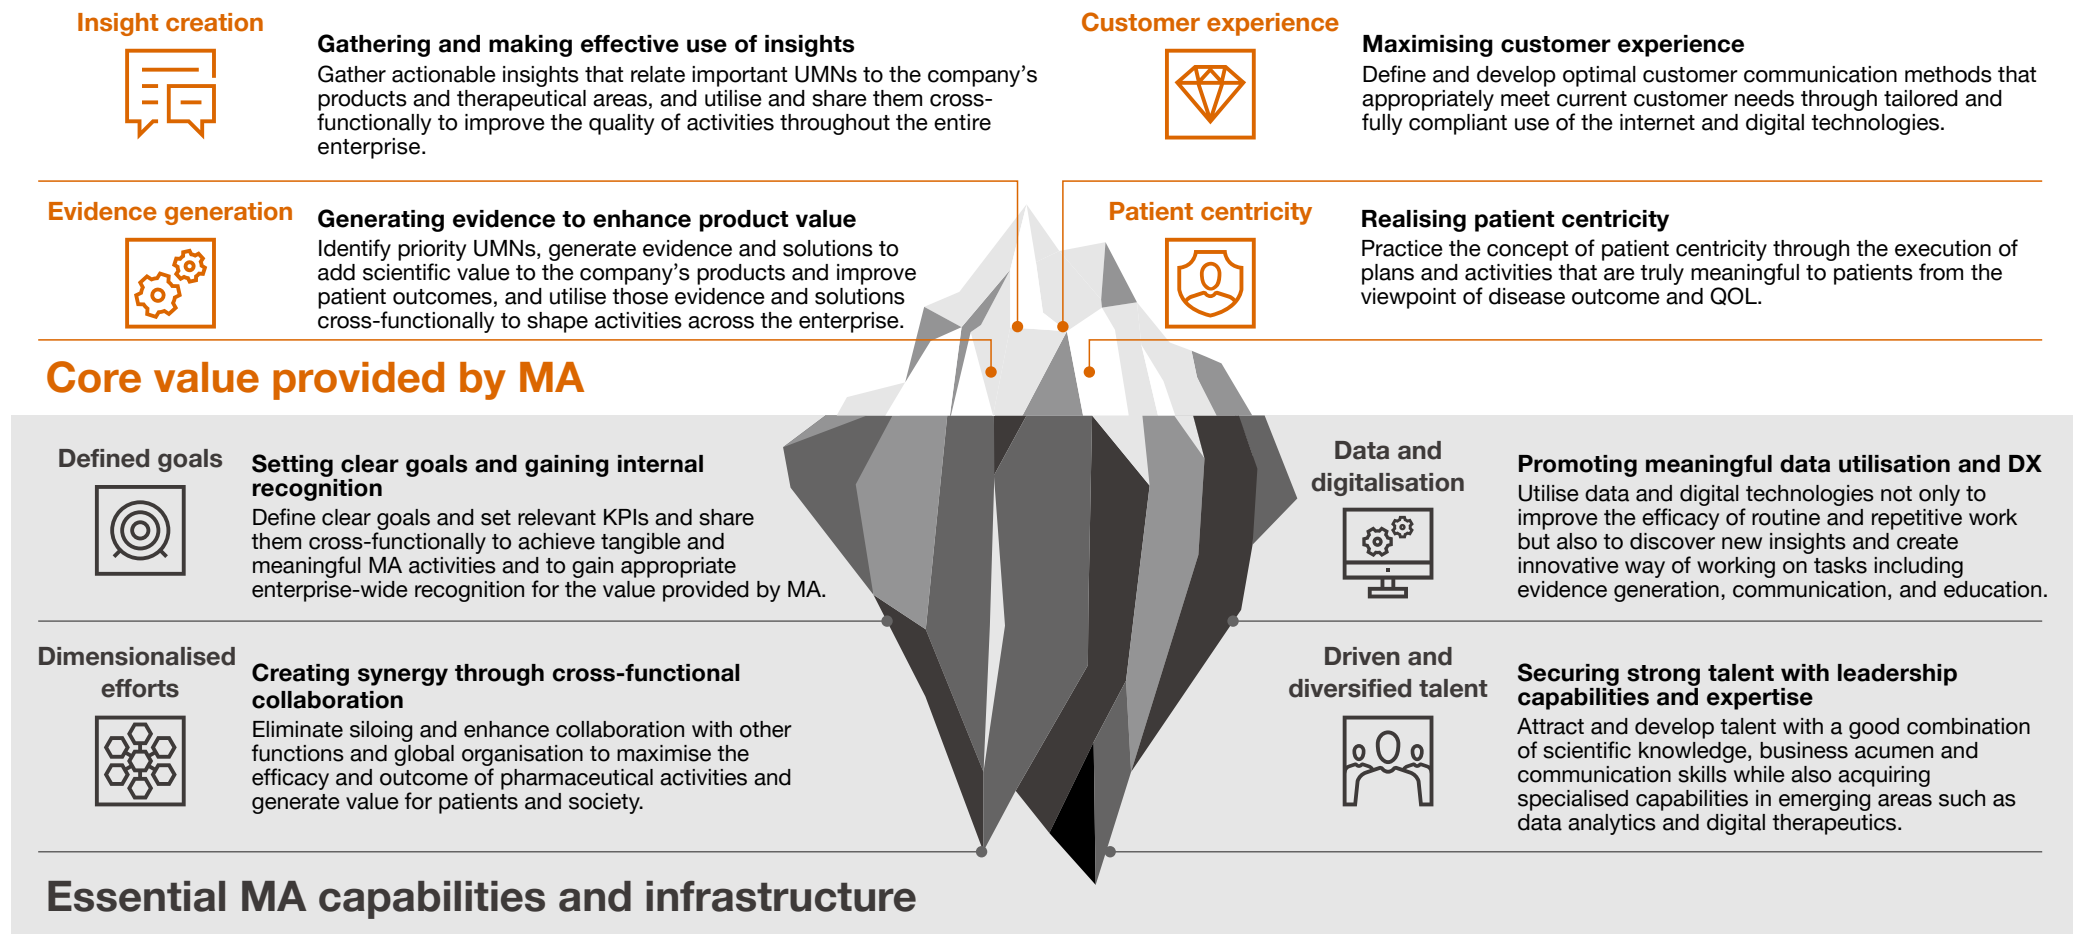 Insight creation
Gathering and making effective use of insights
Gather actionable insights that relate important UMNs to the company's
products and therapeutical areas, and utilise and share them cross-
functionally to improve the quality of activities throughout the entire
enterprise.
Customer experience
Maximising customer experience
Define and develop optimal customer communication methods that
appropriately meet current customer needs through tailored and
fully compliant use of the internet and digital technologies.
Evidence generation
Generating evidence to enhance product value
Identify priority UMNs, generate evidence and solutions to
add scientific value to the company's products and improve
patient outcomes, and utilise those evidence and solutions
cross-functionally to shape activities across the enterprise.
Patient centricity
Realising patient centricity
Practice the concept of patient centricity through the execution of
plans and activities that are truly meaningful to patients from the
viewpoint of disease outcome and QOL.
Core value provided by MA
Defined goals
Setting clear goals and gaining internal
recognition
Define clear goals and set relevant KPIs and share
them cross-functionally to achieve tangible and
meaningful MA activities and to gain appropriate
enterprise-wide recognition for the value provided by MA.
Data and
digitalisation
Promoting meaningful data utilisation and DX
Utilise data and digital technologies not only to
improve the efficacy of routine and repetitive work
but also to discover new insights and create
innovative way of working on tasks including
evidence generation, communication, and education.
Dimensionalised
efforts
Creating synergy through cross-functional
collaboration
Eliminate siloing and enhance collaboration with other
functions and global organisation to maximise the
efficacy and outcome of pharmaceutical activities and
generate value for patients and society.
Driven and
diversified talent
Securing strong talent with leadership
capabilities and expertise
Attract and develop talent with a good combination
of scientific knowledge, business acumen and
communication skills while also acquiring
specialised capabilities in emerging areas such as
data analytics and digital therapeutics.
Essential MA capabilities and infrastructure